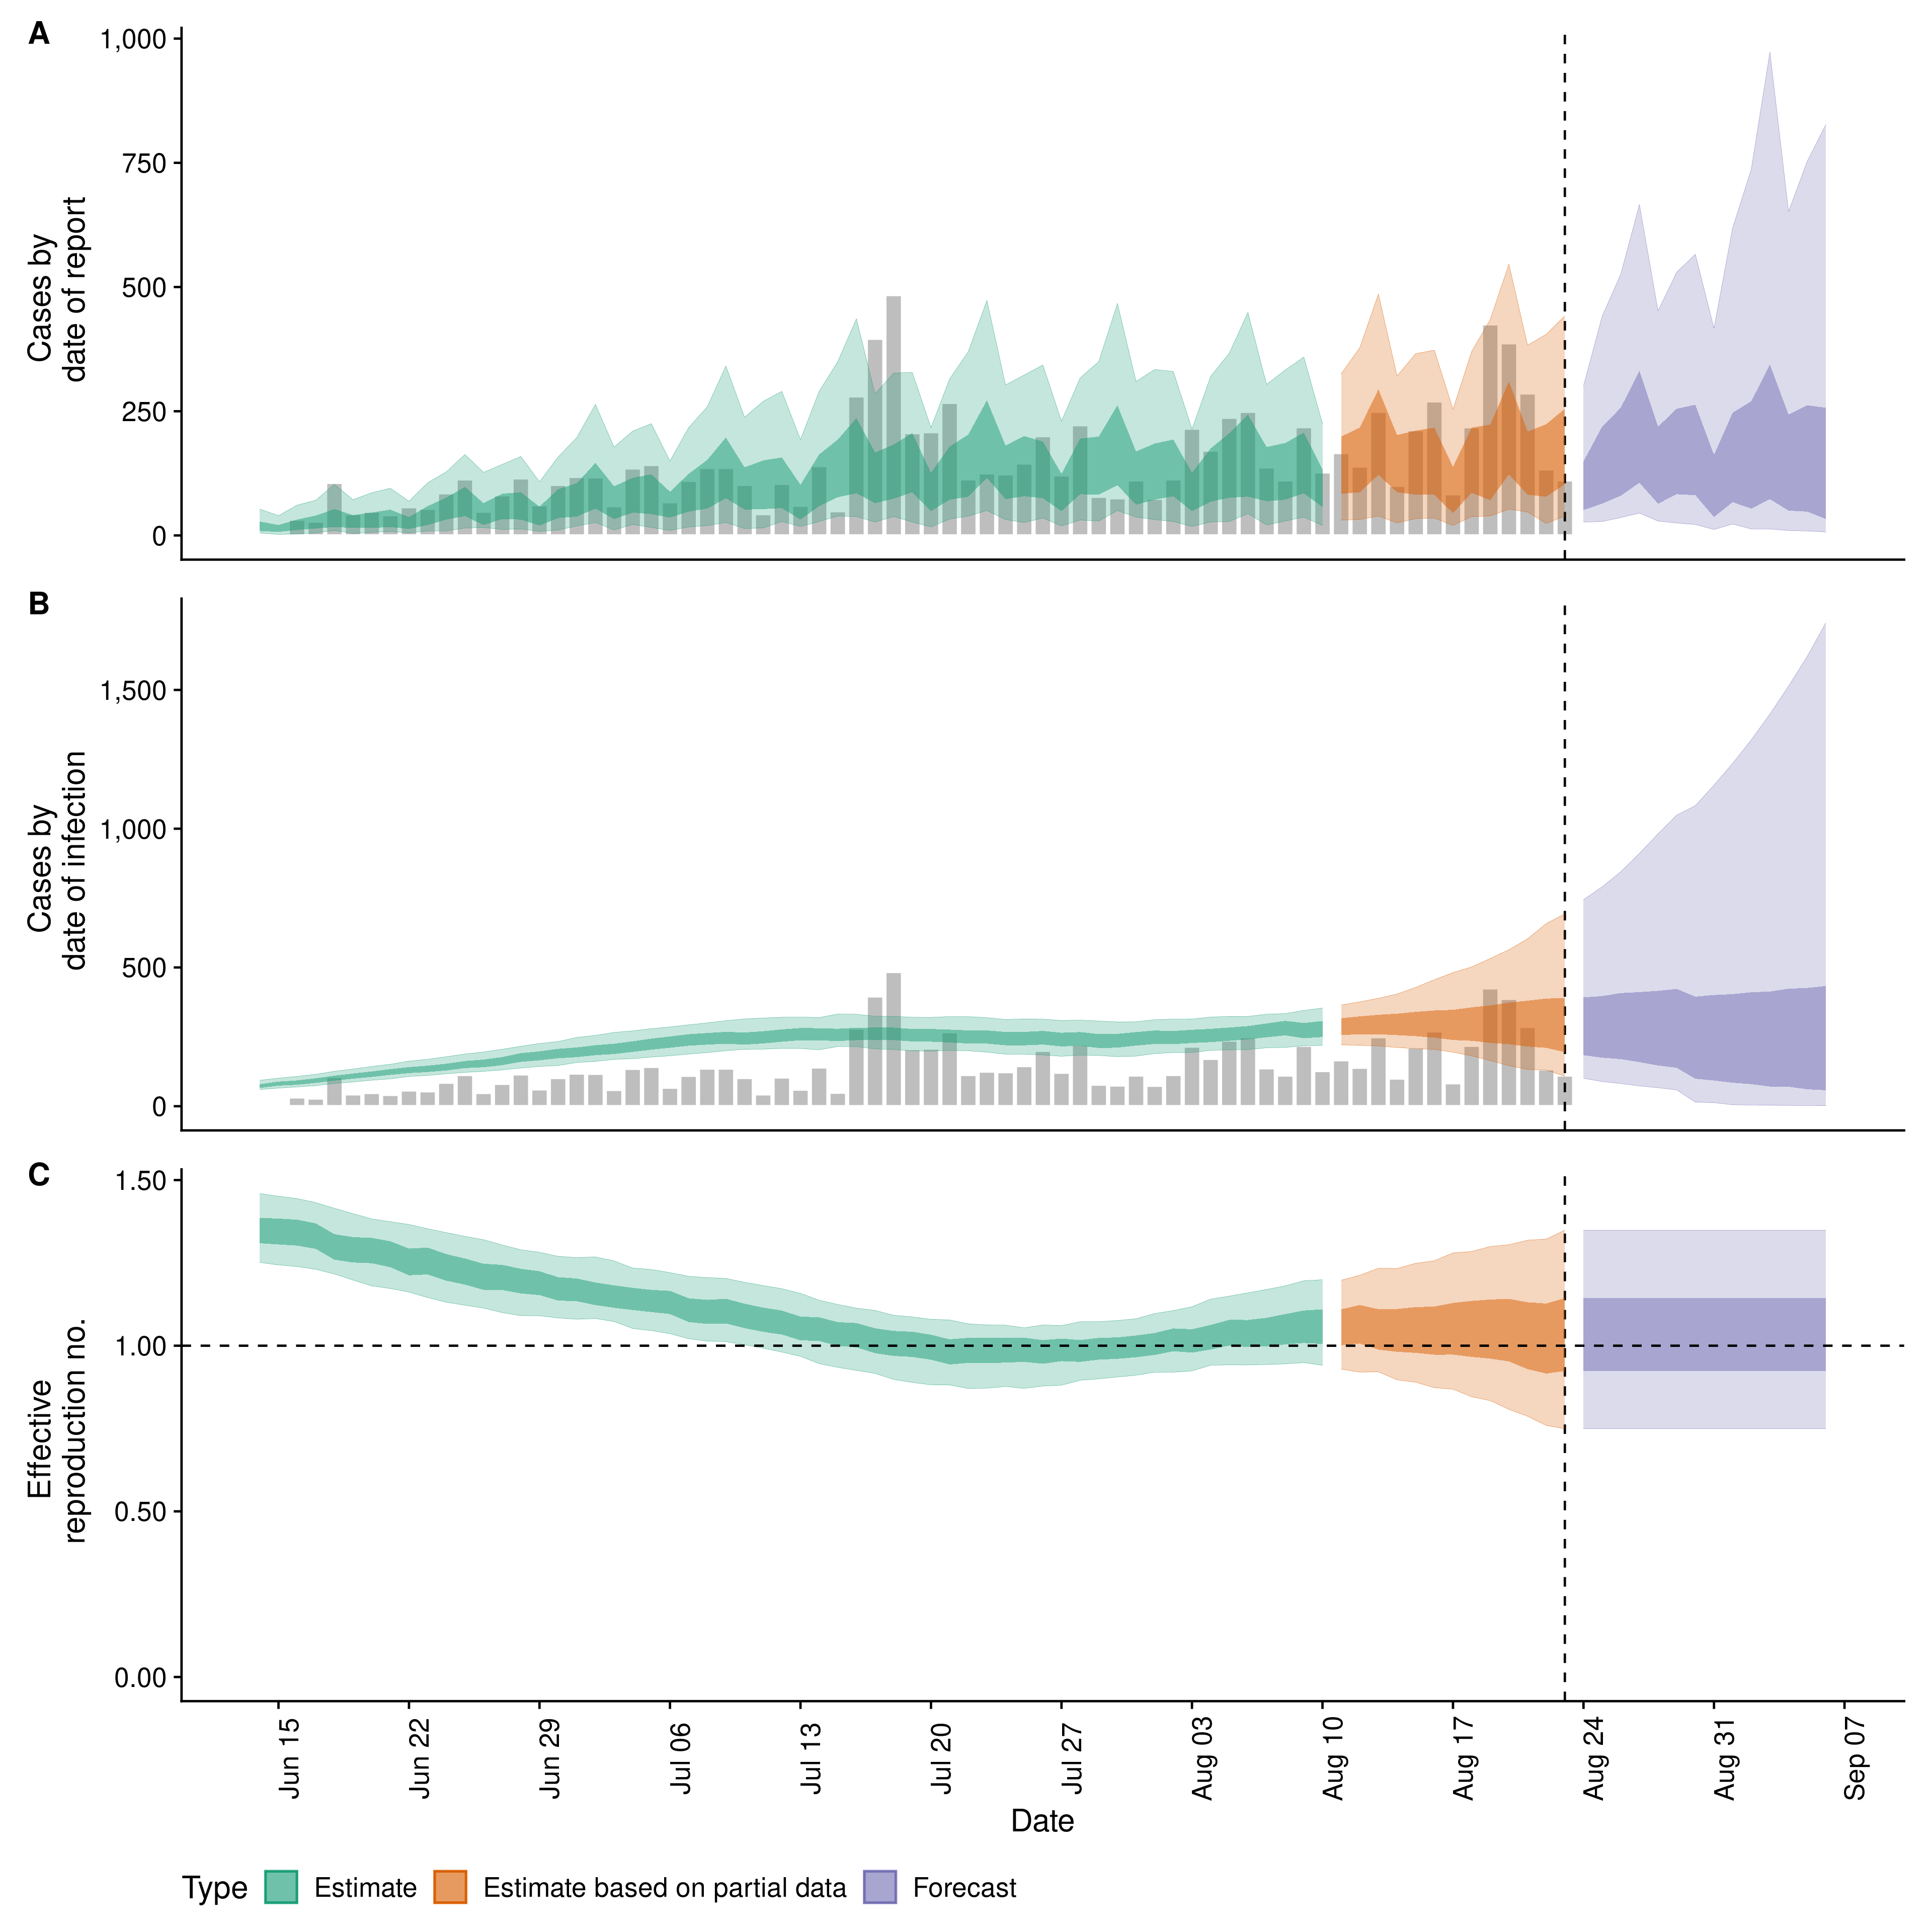 A
1,000
750
500
250
0
Cases by
date of report
B
1,500
1,000
500
0
Cases by
date of infection
C
1.50
1.00
0.50
0.00
Effective
reproduction no.
Jun 15
Jun 22
Jun 29
Jul 06
Jul 13
Jul 20
Jul 27
Aug 03
Aug 10
Aug 17
Aug 24
Aug 31
Sep 07
Date
Type Estimate Estimate based on partial data Forecast